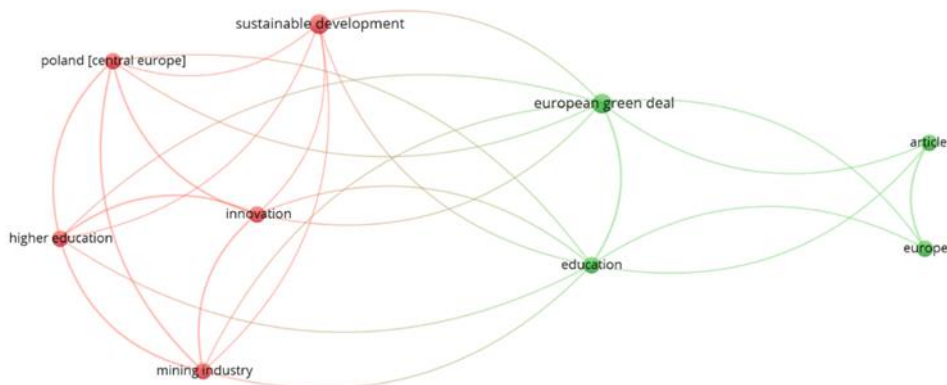 sustainable development
poland [central europe]
european green deal
article
innovation
higher education
europe
education
mining industry